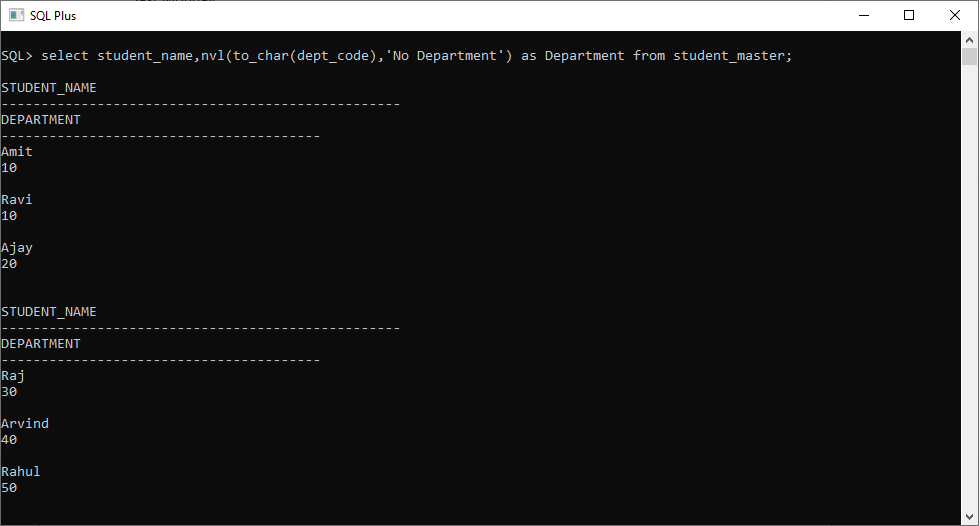 SQL Plus
SQL> select student_name,nvl(to_char(dept_code),'No Department') as Department from student_master;
STUDENT_NAME
--------------------------------------------------
DEPARTMENT
----------------------------------------
Amit
10
Ravi
10
Ajay
20
STUDENT_NAME
--------------------------------------------------
DEPARTMENT
----------------------------------------
Raj
30
Arvind
40
Rahul
50